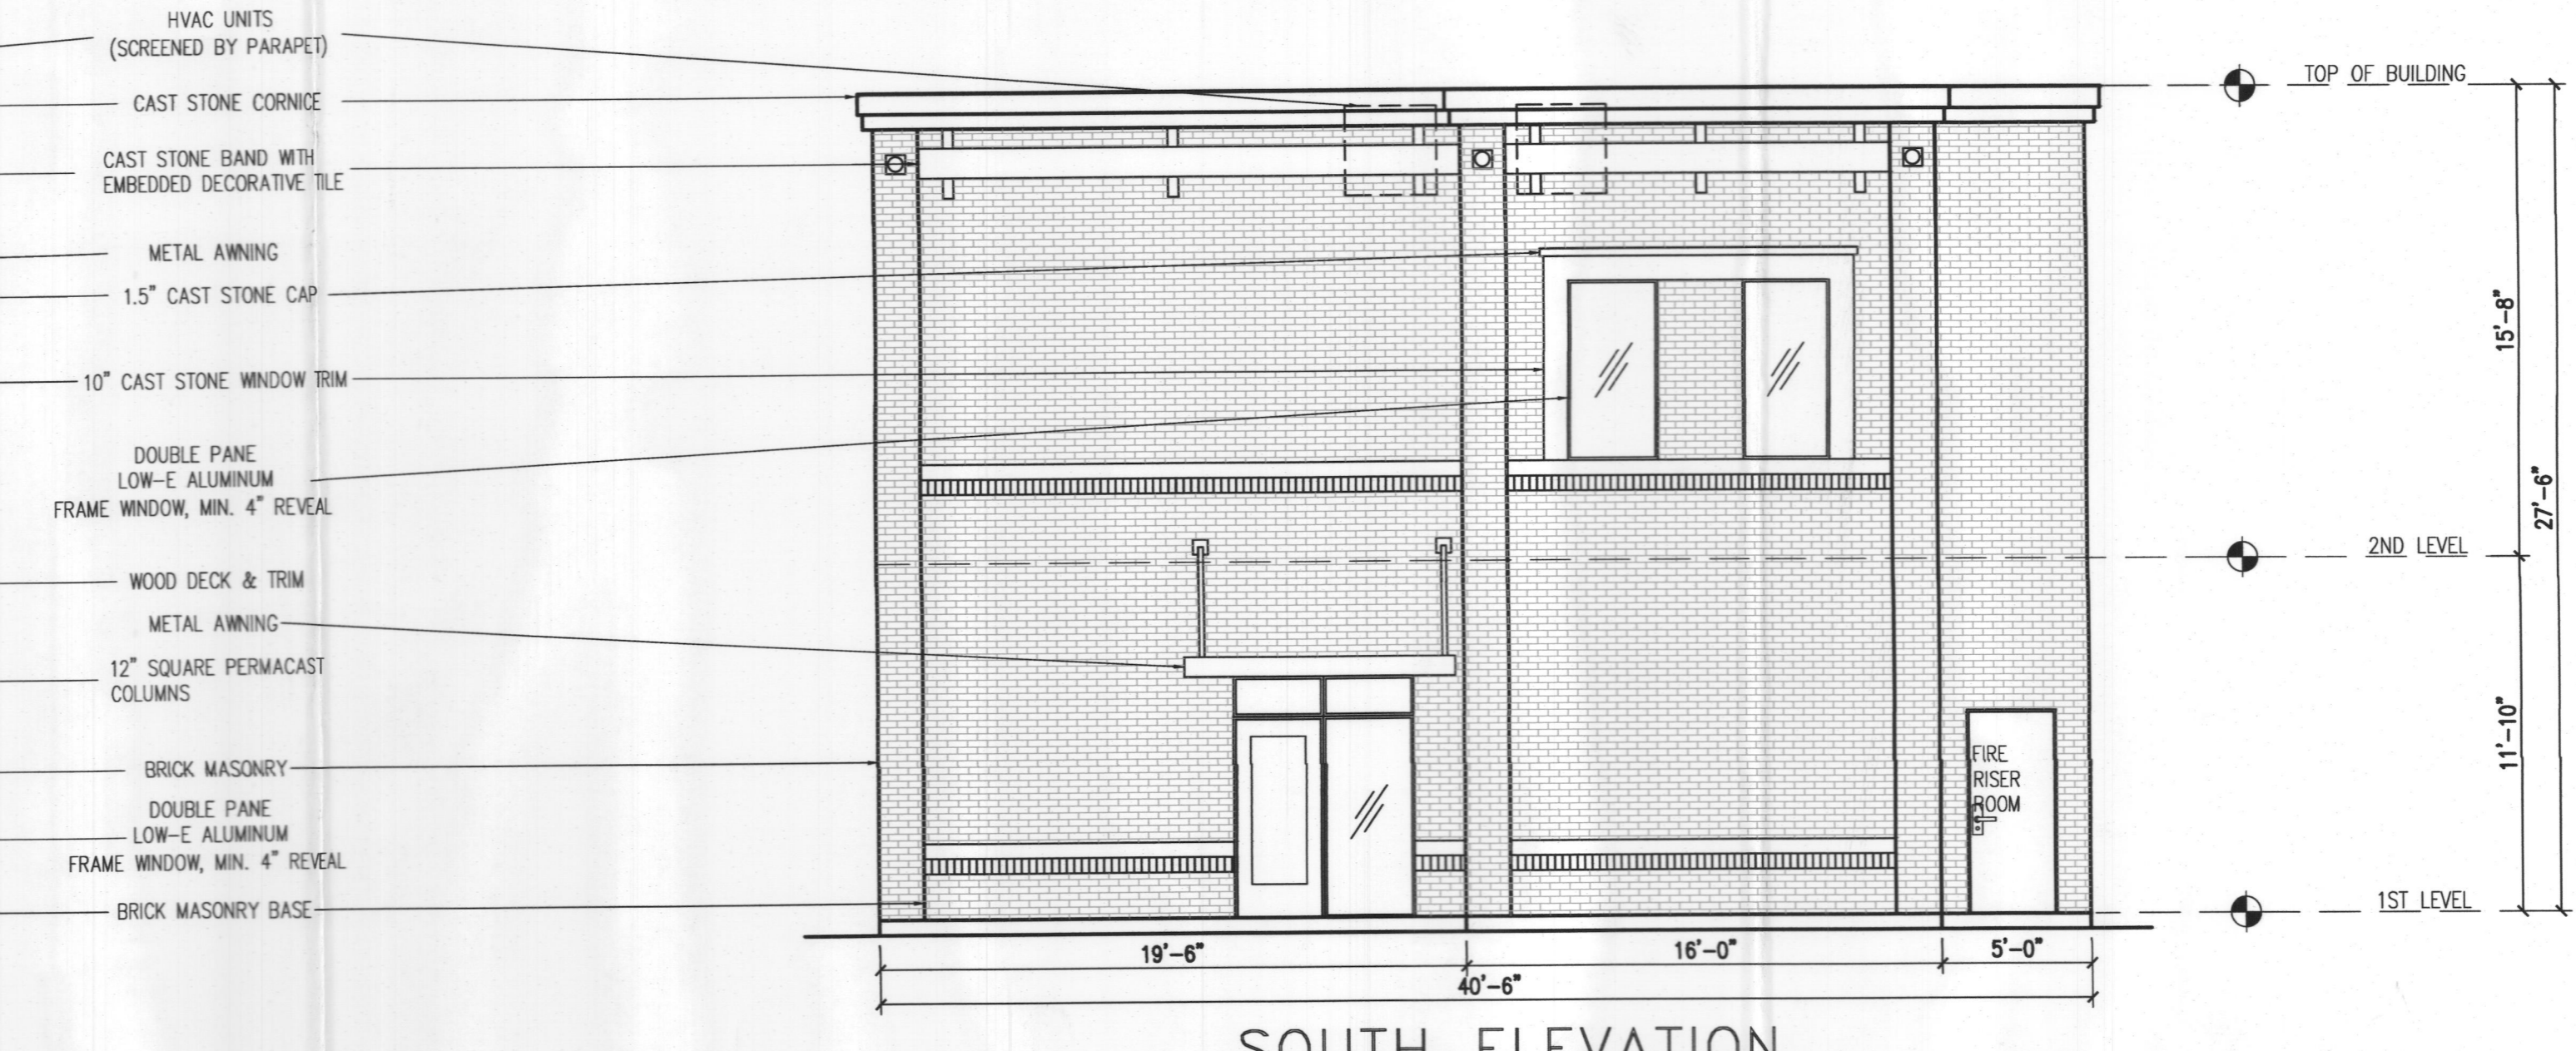 HVAC UNITS
(SCREENED BY PARAPET)
CAST STONE CORNICE
CAST STONE BAND WITH
EMBEDDED DECORATIVE TILE
METAL AWNING
1.5" CAST STONE CAP
10" CAST STONE WINDOW TRIM
DOUBLE PANE
LOW-E ALUMINUM
FRAME WINDOW, MIN. 4" REVEAL
WOOD DECK & TRIM
METAL AWNING
12" SQUARE PERMACAST
COLUMNS
BRICK MASONRY
DOUBLE PANE
LOW-E ALUMINUM
FRAME WINDOW, MIN. 4" REVEAL
BRICK MASONRY BASE
FIRE
RISER
ROOM
TOP OF BUILDING
15'-8"
27'-6"
2ND LEVEL
11'-10"
1ST LEVEL
19'-6"
16'-0"
5'-0"
40'-6"
SOUTH ELEVATION